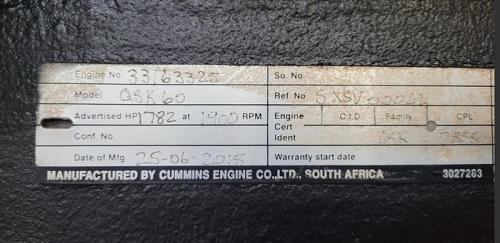 Engine No 33163325 So. No
Model QSK60 Ref. No
Advertised HP 1782 at 1900 RPM Engine C.I.D Family CPL
Conf. No. Cert
Ident
Date of Mfg 25-06-2015 Warranty start date
MANUFACTURED BY CUMMINS ENGINE CO.,LTD., SOUTH AFRICA 3027263